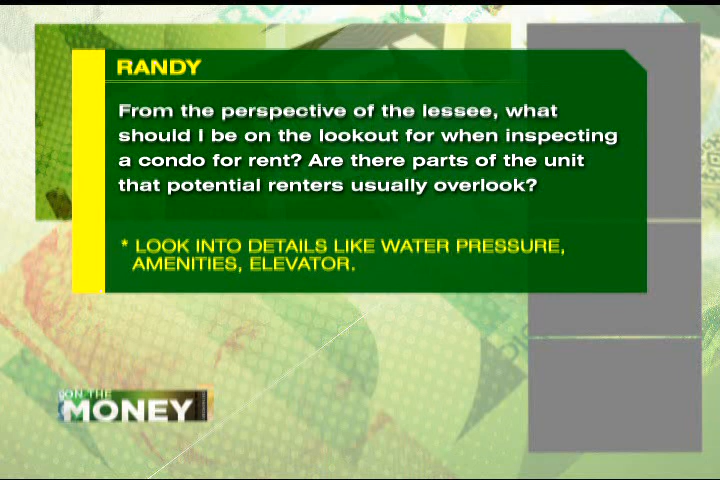 RANDY
From the perspective of the lessee, what
should I be on the lookout for when inspecting
a condo for rent? Are there parts of the unit
that potential renters usually overlook?
* LOOK INTO DETAILS LIKE WATER PRESSURE,
AMENITIES, ELEVATOR.
ON THE
MONEY